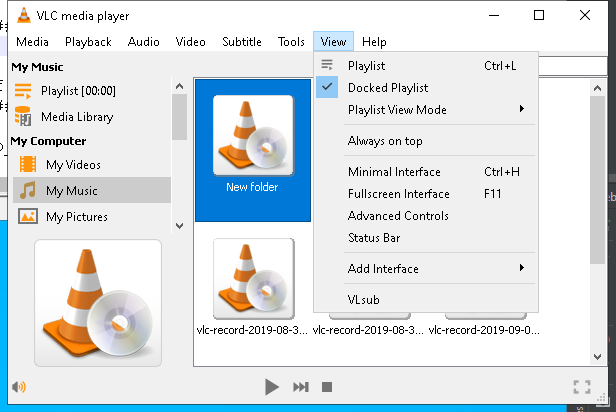 VLC media player
Media Playback Audio Video Subtitle Tools View Help
My Music
Playlist [00:00]
Media Library
My Computer
My Videos
My Music
My Pictures
New folder
vlc-record-2019-08-3... vlc-record-2019-08-3... vlc-record-2019-09-0...
Playlist Ctrl+L
Docked Playlist
Playlist View Mode
Always on top
Minimal Interface Ctrl+H
Fullscreen Interface F11
Advanced Controls
Status Bar
Add Interface
VLsub